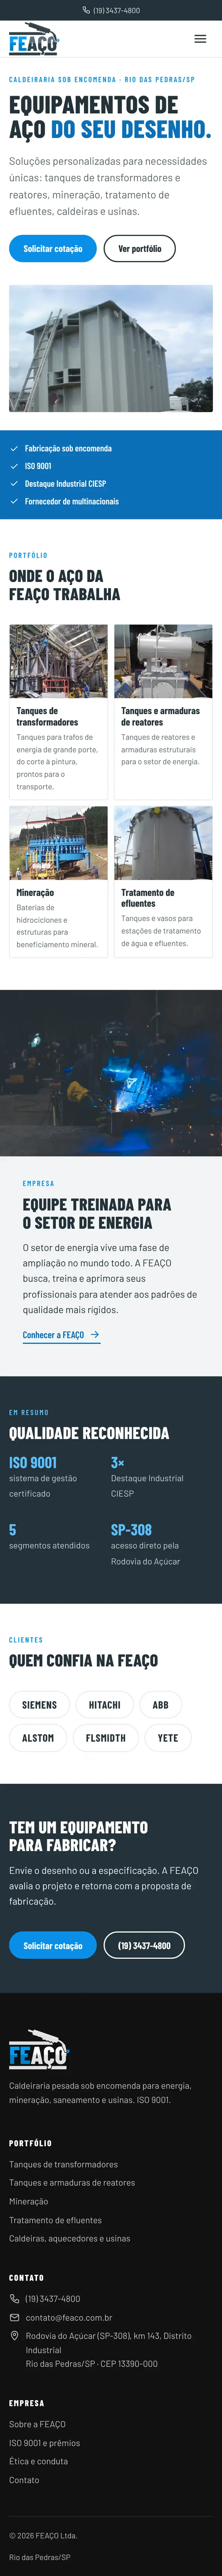 (19) 3437-4800
FEAÇO
CALDEIRARIA SOB ENCOMENDA · RIO DAS PEDRAS/SP
EQUIPAMENTOS DE
AÇO DO SEU DESENHO.
Soluções personalizadas para necessidades
únicas: tanques de transformadores e
reatores, mineração, tratamento de
efluentes, caldeiras e usinas.
Solicitar cotação
Ver portfólio
Fabricação sob encomenda
ISO 9001
Destaque Industrial CIESP
Fornecedor de multinacionais
PORTFÓLIO
ONDE O AÇO DA
FEAÇO TRABALHA
Tanques de
transformadores
Tanques para trafos de
energia de grande porte,
do corte à pintura,
prontos para o
transporte.
Tanques e armaduras
de reatores
Tanques de reatores e
armaduras estruturais
para o setor de energia.
Mineração
Baterias de
hidrociclones e
estruturas para
beneficiamento mineral.
Tratamento de
efluentes
Tanques e vasos para
estações de tratamento
de água e efluentes.
EMPRESA
EQUIPE TREINADA PARA
O SETOR DE ENERGIA
O setor de energia vive uma fase de
ampliação no mundo todo. A FEAÇO
busca, treina e aprimora seus
profissionais para atender aos padrões de
qualidade mais rígidos.
Conhecer a FEAÇO
EM RESUMO
QUALIDADE RECONHECIDA
ISO 9001
sistema de gestão
certificado
3×
Destaque Industrial
CIESP
5
segmentos atendidos
SP-308
acesso direto pela
Rodovia do Açúcar
CLIENTES
QUEM CONFIA NA FEAÇO
SIEMENS
HITACHI
ABB
ALSTOM
FLSMIDTH
YETE
TEM UM EQUIPAMENTO
PARA FABRICAR?
Envie o desenho ou a especificação. A FEAÇO
avalia o projeto e retorna com a proposta de
fabricação.
Solicitar cotação
(19) 3437-4800
FEAÇO
Caldeiraria pesada sob encomenda para energia,
mineração, saneamento e usinas. ISO 9001.
PORTFÓLIO
Tanques de transformadores
Tanques e armaduras de reatores
Mineração
Tratamento de efluentes
Caldeiras, aquecedores e usinas
CONTATO
(19) 3437-4800
contato@feaco.com.br
Rodovia do Açúcar (SP-308), km 143, Distrito
Industrial
Rio das Pedras/SP · CEP 13390-000
EMPRESA
Sobre a FEAÇO
ISO 9001 e prêmios
Ética e conduta
Contato
© 2026 FEAÇO Ltda.
Rio das Pedras/SP